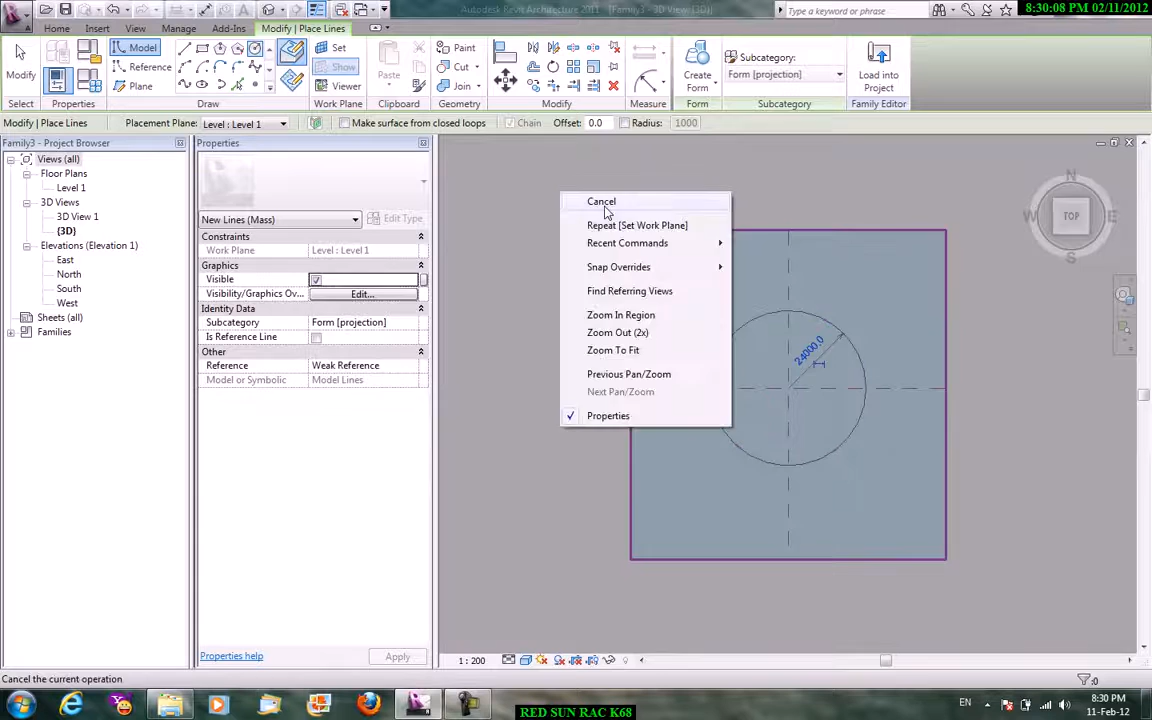 Autodesk Revit Architecture 2011 - [Family3 - 3D View: {3D}]
Type a keyword or phrase
8:30:08 PM 02/11/2012
Home Insert View Manage Add-Ins Modify | Place Lines
Model
Reference
Plane
Set
Show
Viewer
Paste
Paint
Cut
Join
Create
Form
Subcategory:
Form [projection]
Load into
Project
Modify
Select Properties Draw Work Plane Clipboard Geometry Modify Measure Form Subcategory Family Editor
Modify | Place Lines Placement Plane: Level : Level 1 Make surface from closed loops Chain Offset: 0.0 Radius: 1000
Family3 - Project Browser
Views (all)
Floor Plans
Level 1
3D Views
3D View 1
{3D}
Elevations (Elevation 1)
East
North
South
West
Sheets (all)
Families
Properties
New Lines (Mass) Edit Type
Constraints
Work Plane Level : Level 1
Graphics
Visible
Visibility/Graphics Ov... Edit...
Identity Data
Subcategory Form [projection]
Is Reference Line
Other
Reference Weak Reference
Model or Symbolic Model Lines
Properties help Apply
Cancel
Repeat [Set Work Plane]
Recent Commands
Snap Overrides
Find Referring Views
Zoom In Region
Zoom Out (2x)
Zoom To Fit
Previous Pan/Zoom
Next Pan/Zoom
Properties
24000.0
N
W TOP E
S
1 : 200
Cancel the current operation
:0
EN
8:30 PM
11-Feb-12
RED SUN RAC K68